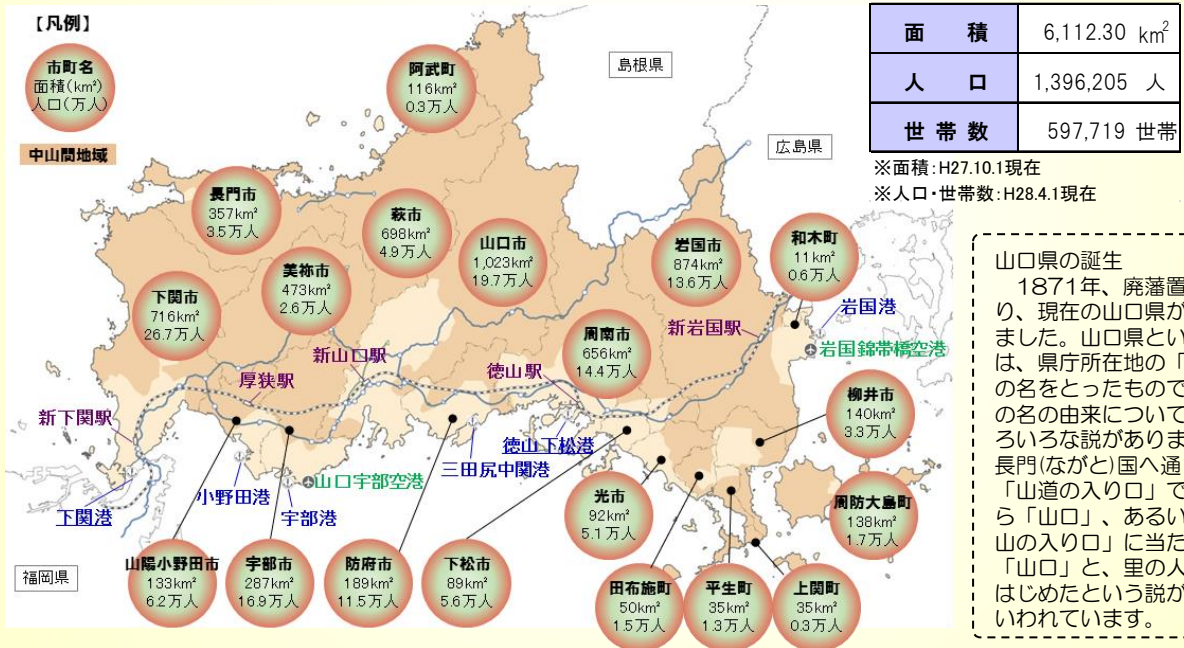 【凡例】
市町名
面積(km²)
人口(万人)
中山間地域
阿武町
116km²
0.3万人
島根県
広島県
面　積
6,112.30 km²
人　口
1,396,205 人
世帯数
597,719 世帯
※面積:H27.10.1現在
※人口・世帯数:H28.4.1現在
長門市
357km²
3.5万人
萩市
698km²
4.9万人
山口市
1,023km²
19.7万人
岩国市
874km²
13.6万人
和木町
11km²
0.6万人
美祢市
473km²
2.6万人
下関市
716km²
26.7万人
周南市
656km²
14.4万人
新岩国駅
岩国港
岩国錦帯橋空港
新山口駅
徳山駅
厚狭駅
新下関駅
柳井市
140km²
3.3万人
徳山下松港
三田尻中関港
山口宇部空港
小野田港
宇部港
下関港
光市
92km²
5.1万人
周防大島町
138km²
1.7万人
福岡県
山陽小野田市
133km²
6.2万人
宇部市
287km²
16.9万人
防府市
189km²
11.5万人
下松市
89km²
5.6万人
田布施町
50km²
1.5万人
平生町
35km²
1.3万人
上関町
35km²
0.3万人
山口県の誕生
1871年、廃藩置
り、現在の山口県が
ました。山口県とい
は、県庁所在地の「
の名をとったもので
の名の由来について
ろいろな説がありま
長門(ながと)国へ通
「山道の入り口」で
ら「山口」、あるい
山の入り口」に当た
「山口」と、里の人
はじめたという説が
いわれています。